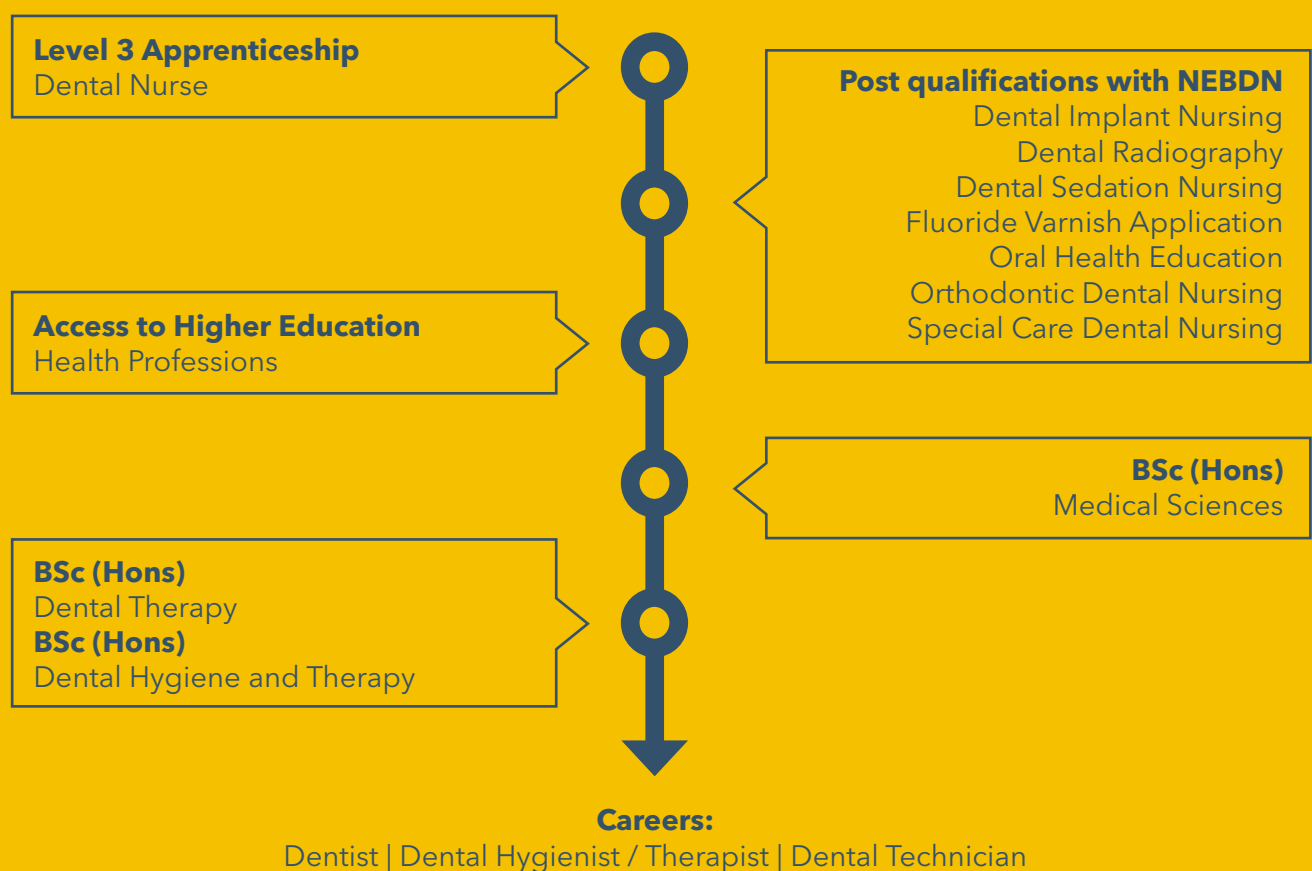 Level 3 Apprenticeship
Dental Nurse
Post qualifications with NEBDN
Dental Implant Nursing
Dental Radiography
Dental Sedation Nursing
Fluoride Varnish Application
Oral Health Education
Orthodontic Dental Nursing
Special Care Dental Nursing
Access to Higher Education
Health Professions
BSc (Hons)
Medical Sciences
BSc (Hons)
Dental Therapy
BSc (Hons)
Dental Hygiene and Therapy
Careers:
Dentist | Dental Hygienist / Therapist | Dental Technician